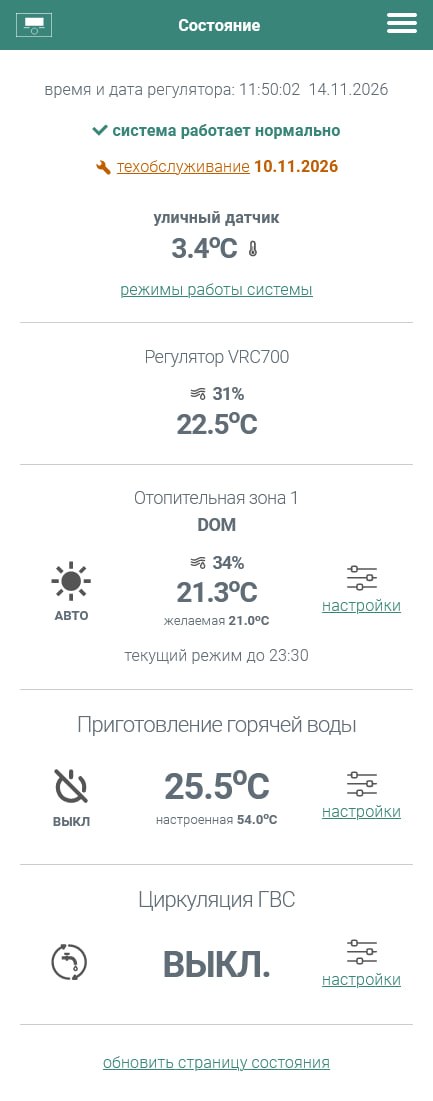 Состояние
время и дата регулятора: 11:50:02 14.11.2026
система работает нормально
техобслуживание 10.11.2026
уличный датчик
3.4ºC
режимы работы системы
Регулятор VRC700
31%
22.5ºC
Отопительная зона 1
DOM
34%
21.3ºC
АВТО
настройки
желаемая 21.0ºC
текущий режим до 23:30
Приготовление горячей воды
25.5ºC
настройки
ВЫКЛ
настроенная 54.0ºC
Циркуляция ГВС
ВЫКЛ.
настройки
обновить страницу состояния